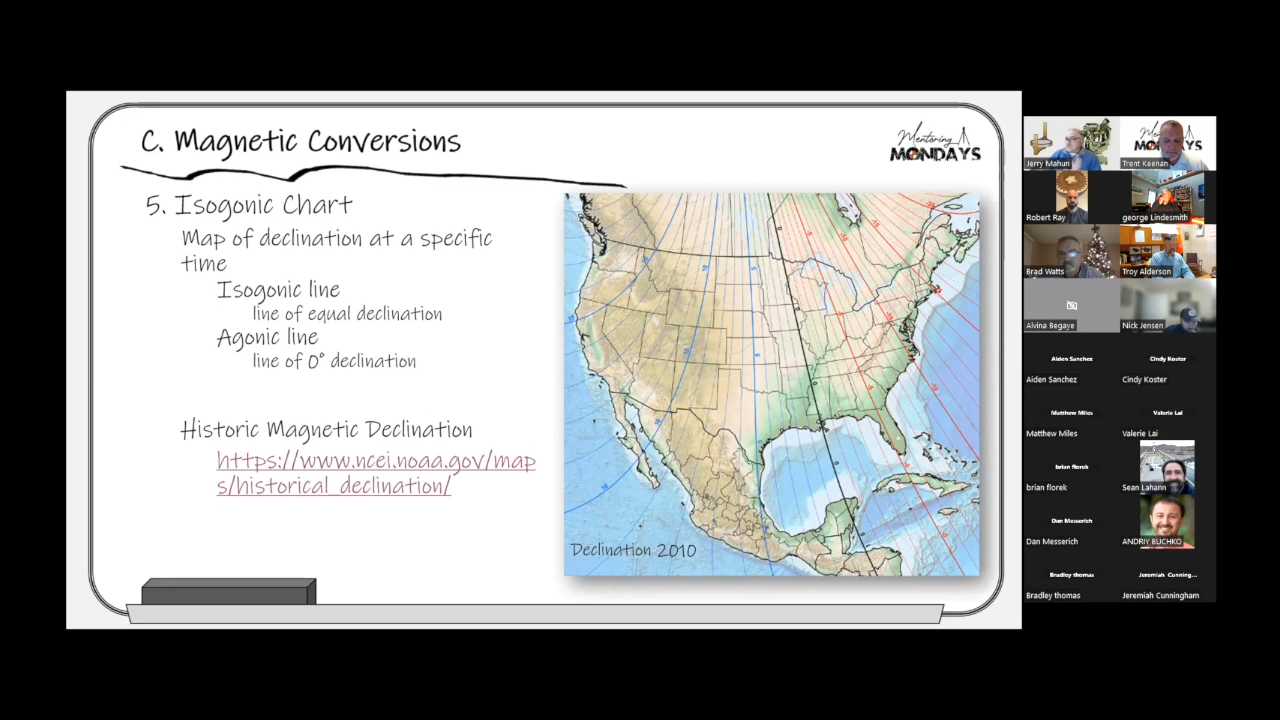 C. Magnetic Conversions
Mentoring
MONDAYS
5. Isogonic Chart
Map of declination at a specific
time
Isogonic line
line of equal declination
Agonic line
line of 0° declination
Historic Magnetic Declination
https://www.ncei.noaa.gov/map
s/historical_declination/
Declination 2010
Jerry Mahun
Trent Keenan
Robert Ray
george Lindesmith
Brad Watts
Troy Alderson
Alvina Begaye
Nick Jensen
Aiden Sanchez
Cindy Koster
Aiden Sanchez
Cindy Koster
Matthew Miles
Valerie Lai
Matthew Miles
Valerie Lai
brian florek
brian florek
Sean Lahann
Dan Messerich
Dan Messerich
ANDRIY BUCHKO
Bradley thomas
Jeremiah Cunning...
Bradley thomas
Jeremiah Cunningham